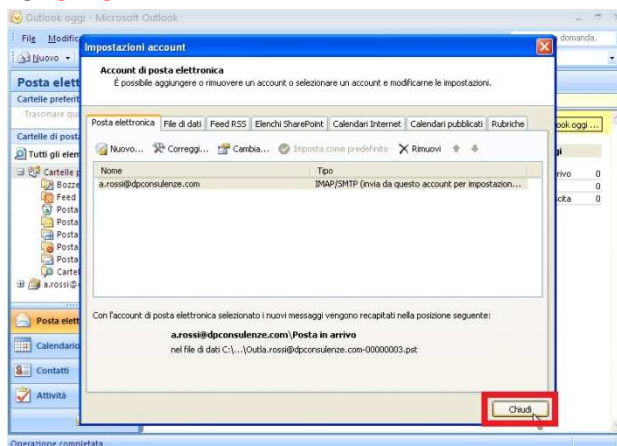 Outlook oggi - Microsoft Outlook
File Modific
domanda.
Nuovo
Impostazioni account
Account di posta elettronica
È possibile aggiungere o rimuovere un account o selezionare un account e modificarne le impostazioni.
Posta elett
Cartelle preferit
Trascinare qu
Cartelle di post
Tutti gli elem
Cartelle p
Bozze
Feed
Posta
Posta
Posta
Posta
Posta
Cartel
a.rossi@
Posta elettronica File di dati Feed RSS Elenchi SharePoint Calendari Internet Calendari pubblicati Rubriche
ook oggi ...
Nuovo... Correggi... Cambia... Imposta come predefinito Rimuovi
gi
Nome Tipo
rivo 0
a.rossi@dpconsulenze.com IMAP/SMTP (invia da questo account per impostazion...
0
scita 0
Con l'account di posta elettronica selezionato i nuovi messaggi vengono recapitati nella posizione seguente:
a.rossi@dpconsulenze.com\Posta in arrivo
nel file di dati C:\...\Outla.rossi@dpconsulenze.com-00000003.pst
Posta elett
Calendario
Contatti
Attività
Chiudi
Operazione completata